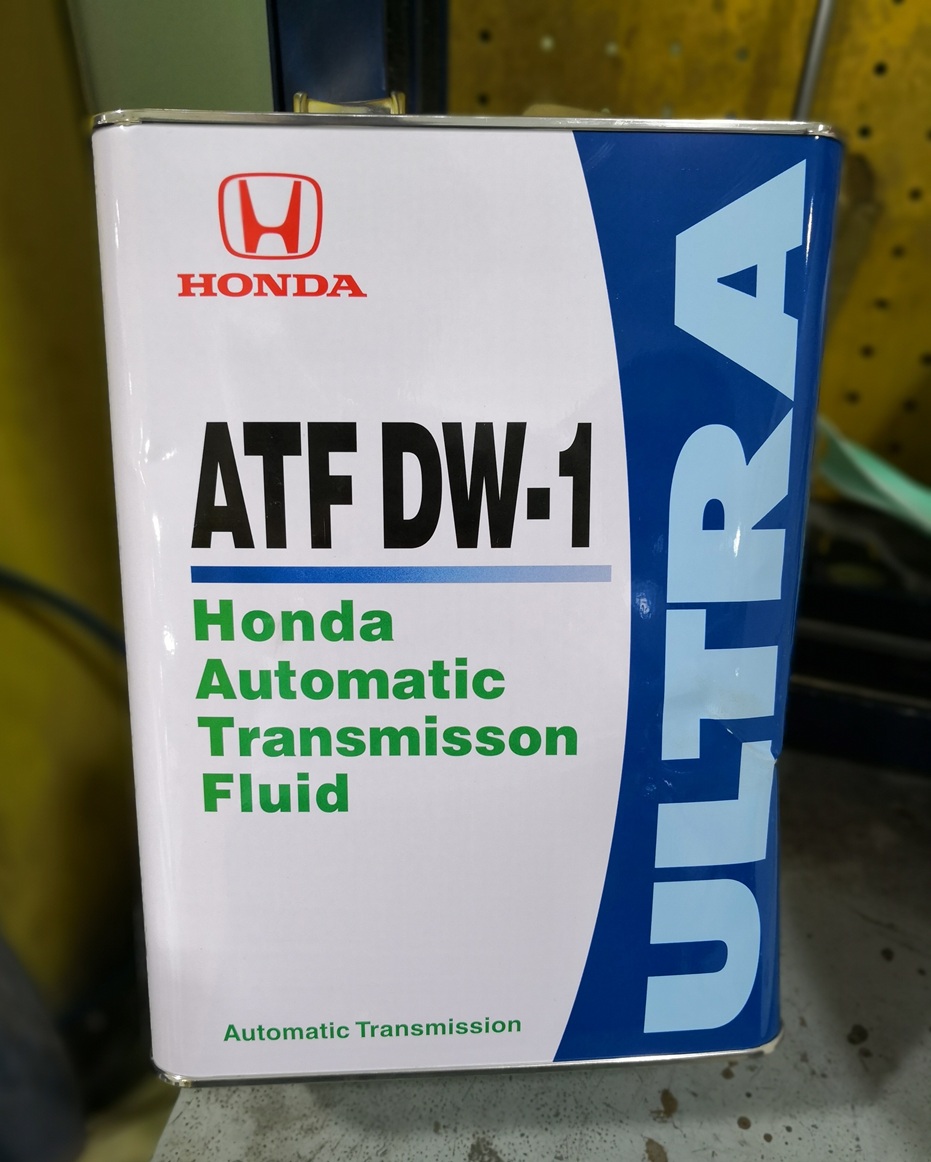 HONDA
ATF DW-1
Honda
Automatic
Transmisson
Fluid
Automatic Transmission
ULTRA